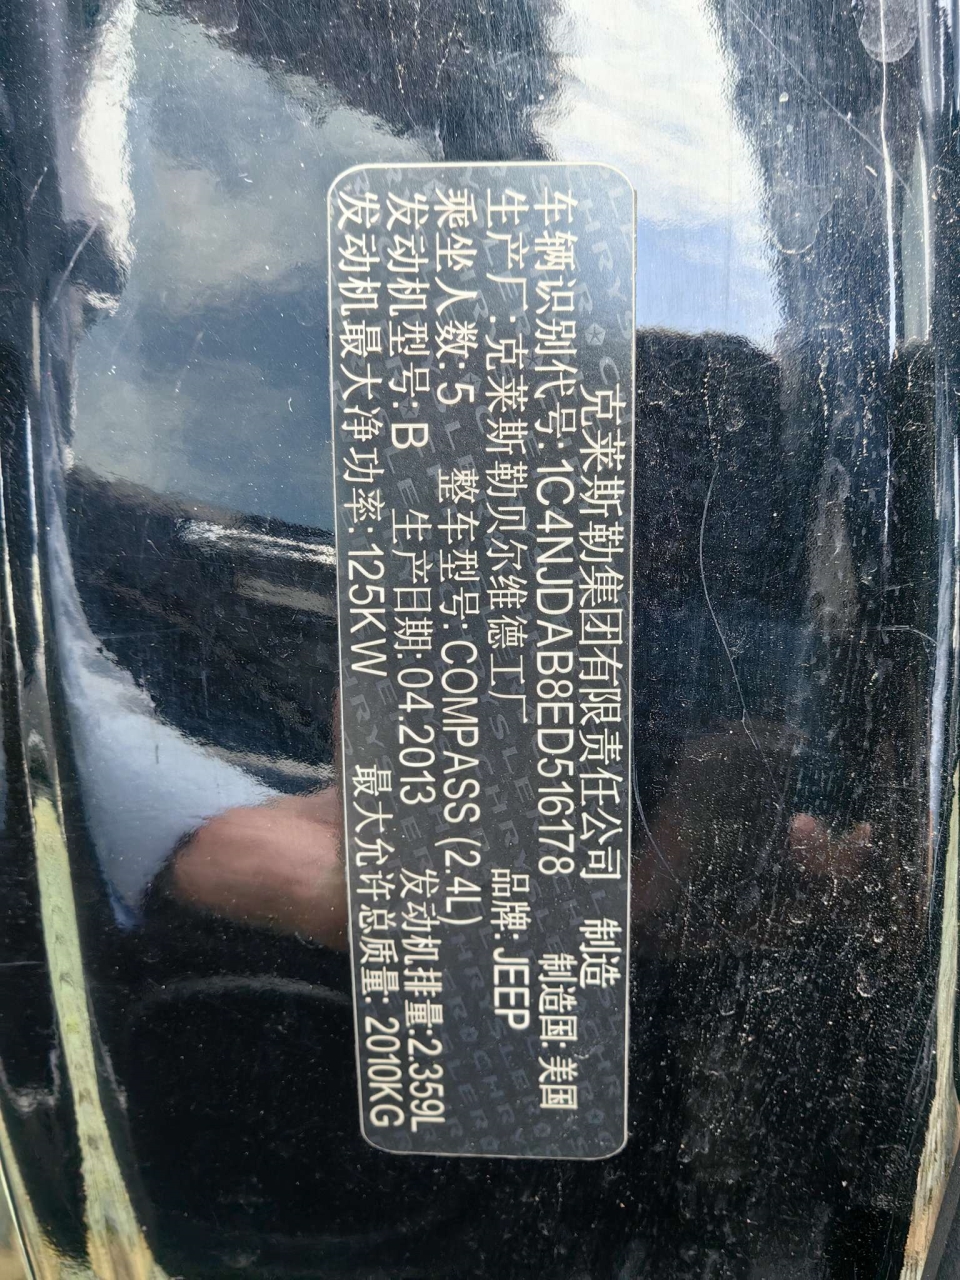 克莱斯勒集团有限责任公司 制造
车辆识别代号: 1C4NJDAB8ED516178 制造国: 美国
生产厂: 克莱斯勒贝尔维德工厂 品牌: JEEP
乘坐人数: 5 整车型号: COMPASS (2.4L)
发动机型号: B 生产日期: 04.2013 发动机排量: 2.359L
发动机最大净功率: 125KW 最大允许总质量: 2010KG